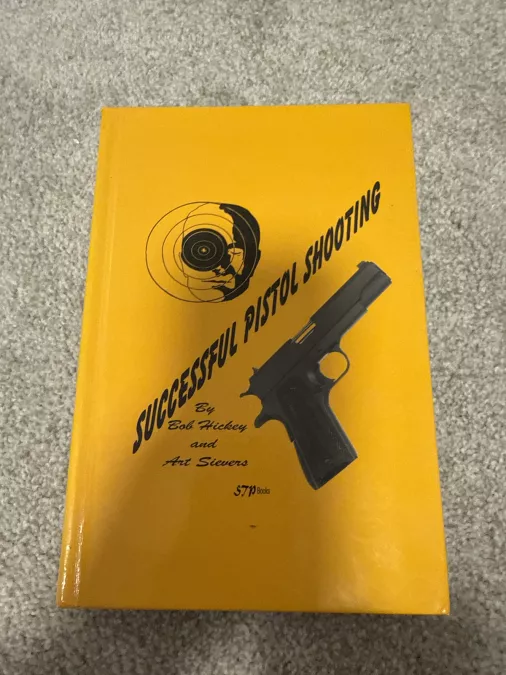 SUCCESSFUL PISTOL SHOOTING
By
Bob Hickey
and
Art Sievers
STP Books